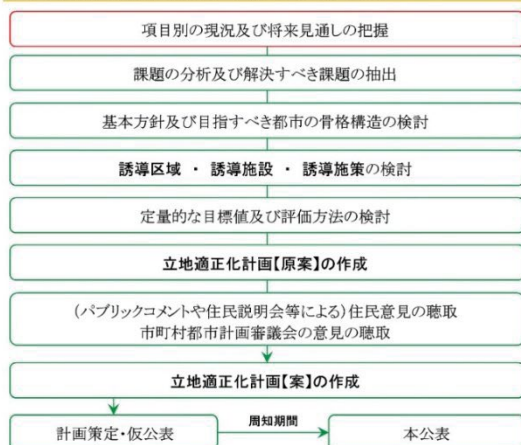 項目別の現況及び将来見通しの把握
課題の分析及び解決すべき課題の抽出
基本方針及び目指すべき都市の骨格構造の検討
誘導区域 ・ 誘導施設 ・ 誘導施策の検討
定量的な目標値及び評価方法の検討
立地適正化計画【原案】の作成
(パブリックコメントや住民説明会等による)住民意見の聴取
市町村都市計画審議会の意見の聴取
立地適正化計画【案】の作成
計画策定・仮公表
周知期間
本公表